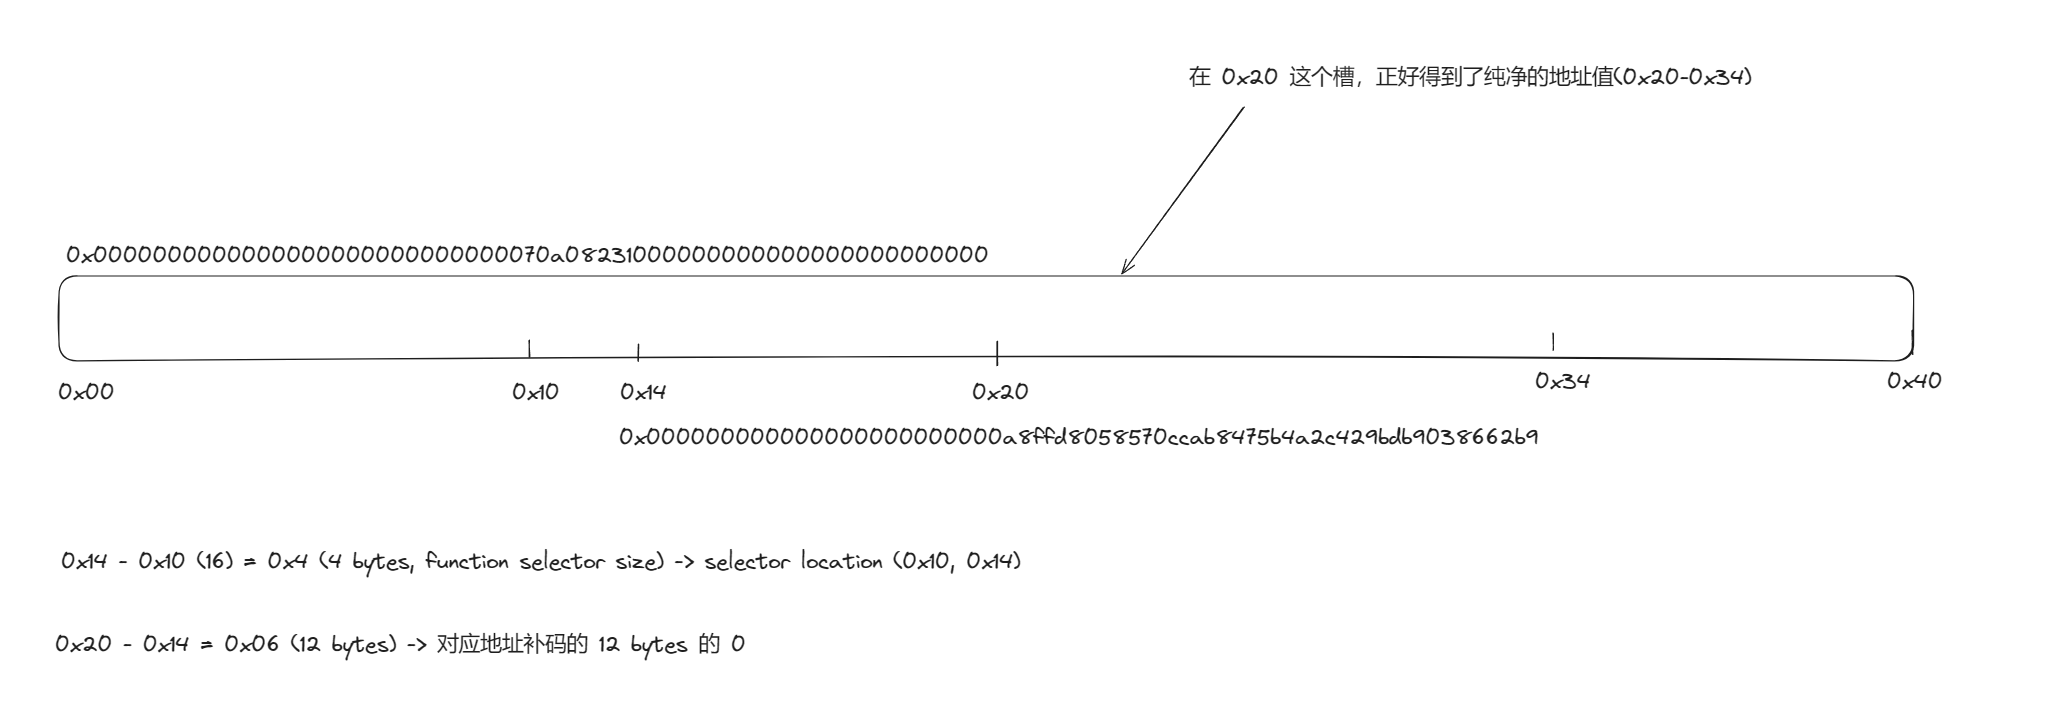 在 0x20 这个槽，正好得到了纯净的地址值(0x20-0x34)
0x0000000000000000000000000000070a08231000000000000000000000000
0x00 0x10 0x14 0x20 0x34 0x40
0x000000000000000000000000a8ffd8058570ccab8475b4a2c429bdb9038662b9
0x14 - 0x10 (16) = 0x4 (4 bytes, function selector size) -> selector location (0x10, 0x14)
0x20 - 0x14 = 0x06 (12 bytes) -> 对应地址补码的 12 bytes 的 0